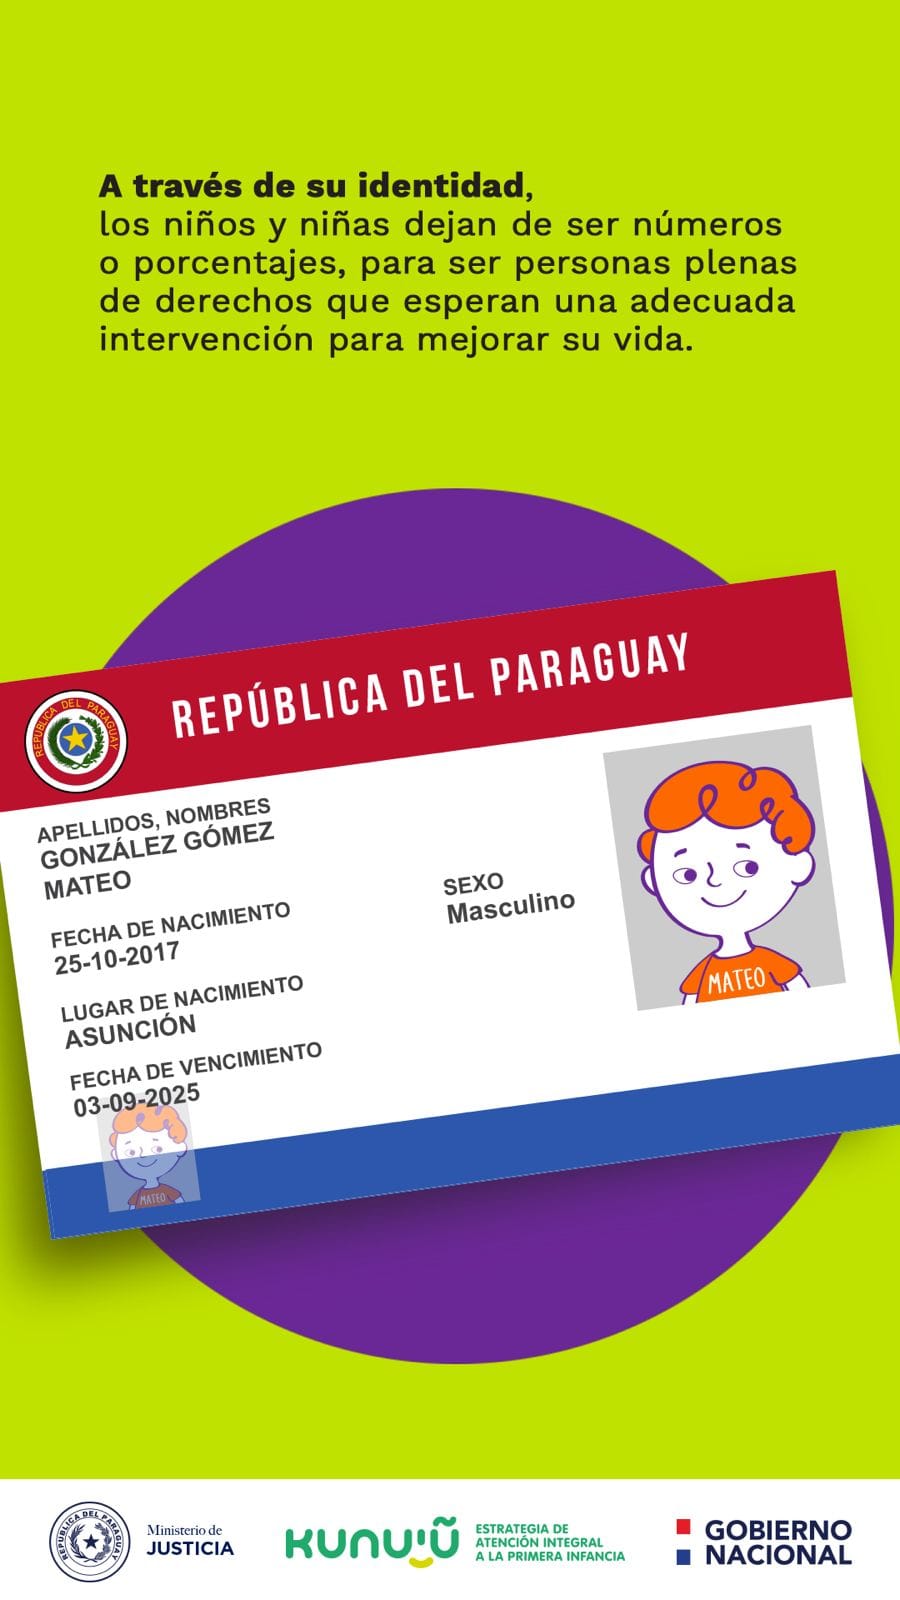 A través de su identidad,
los niños y niñas dejan de ser números
o porcentajes, para ser personas plenas
de derechos que esperan una adecuada
intervención para mejorar su vida.
REPÚBLICA DEL PARAGUAY
REPÚBLICA DEL PARAGUAY
APELLIDOS, NOMBRES
GONZÁLEZ GÓMEZ
MATEO
FECHA DE NACIMIENTO
25-10-2017
SEXO
Masculino
LUGAR DE NACIMIENTO
ASUNCIÓN
FECHA DE VENCIMIENTO
03-09-2025
MATEO
MATEO
REPÚBLICA DEL PARAGUAY
Ministerio de
JUSTICIA
KUNU'Ũ
ESTRATEGIA DE
ATENCIÓN INTEGRAL
A LA PRIMERA INFANCIA
GOBIERNO
NACIONAL